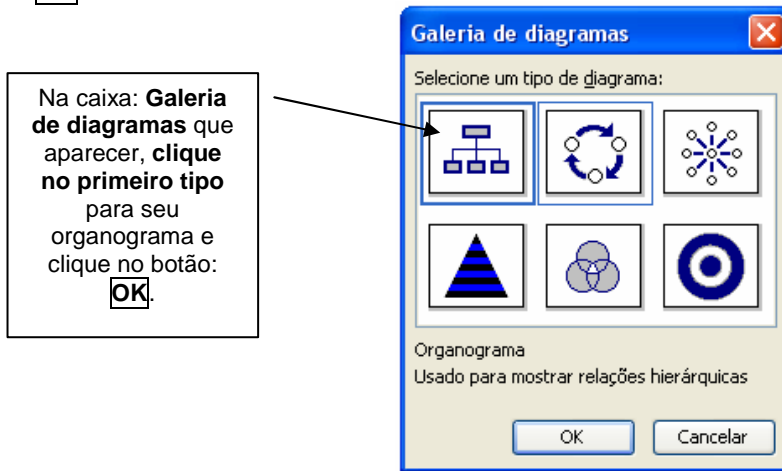 Na caixa: Galeria
de diagramas que
aparecer, clique
no primeiro tipo
para seu
organograma e
clique no botão:
OK.
Galeria de diagramas
Selecione um tipo de diagrama:
Organograma
Usado para mostrar relações hierárquicas
OK
Cancelar